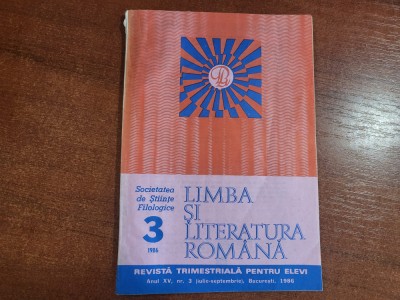 Societatea
de Științe
Filologice
3
1986
LIMBA
ȘI
LITERATURA
ROMÂNĂ
REVISTĂ TRIMESTRIALĂ PENTRU ELEVI
Anul XV, nr. 3 (iulie-septembrie), București, 1986